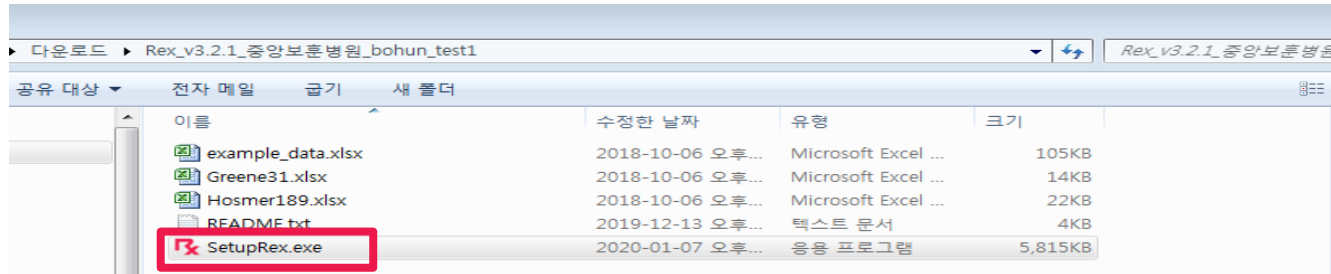 다운로드 ▶ Rex_v3.2.1_중앙보훈병원_bohun_test1 Rex_v3.2.1_중앙보훈병원
공유 대상 전자 메일 굽기 새 폴더
이름 수정한 날짜 유형 크기
example_data.xlsx 2018-10-06 오후... Microsoft Excel ... 105KB
Greene31.xlsx 2018-10-06 오후... Microsoft Excel ... 14KB
Hosmer189.xlsx 2018-10-06 오후... Microsoft Excel ... 22KB
README.txt 2019-12-13 오후... 텍스트 문서 4KB
SetupRex.exe 2020-01-07 오후... 응용 프로그램 5,815KB